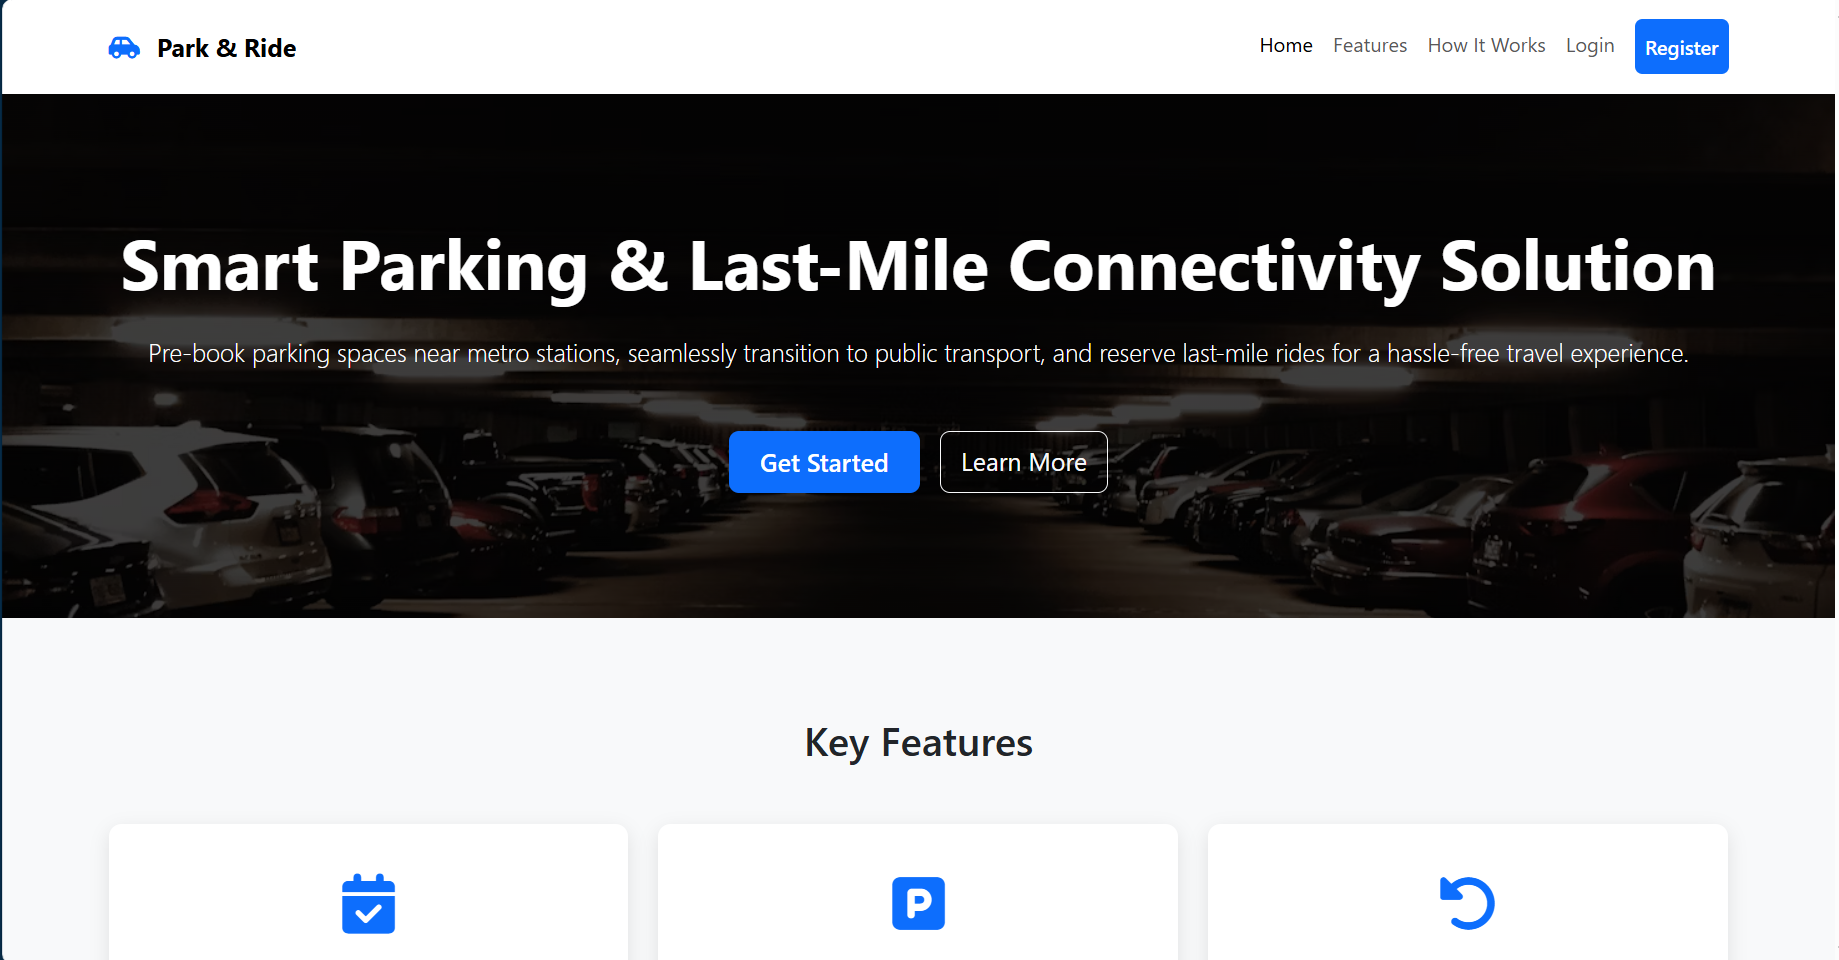 Park & Ride
Home Features How It Works Login Register
Smart Parking & Last-Mile Connectivity Solution
Pre-book parking spaces near metro stations, seamlessly transition to public transport, and reserve last-mile rides for a hassle-free travel experience.
Get Started Learn More
Key Features
P